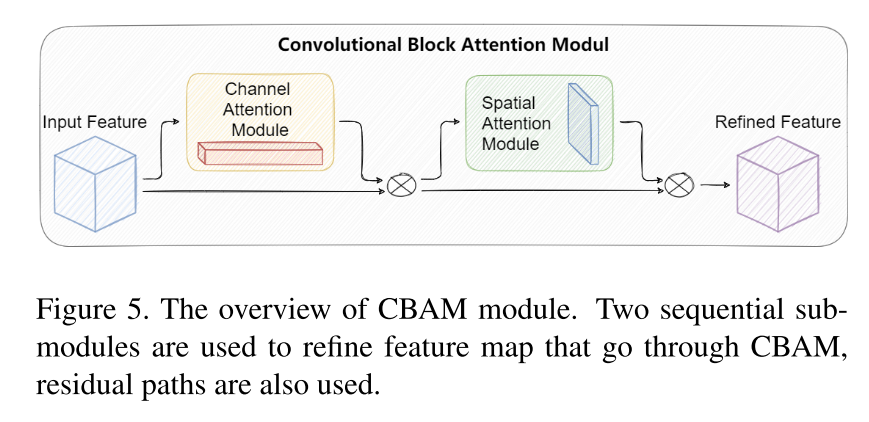 Convolutional Block Attention Modul
Input Feature
Channel
Attention
Module
Spatial
Attention
Module
Refined Feature
Figure 5. The overview of CBAM module. Two sequential sub-
modules are used to refine feature map that go through CBAM,
residual paths are also used.